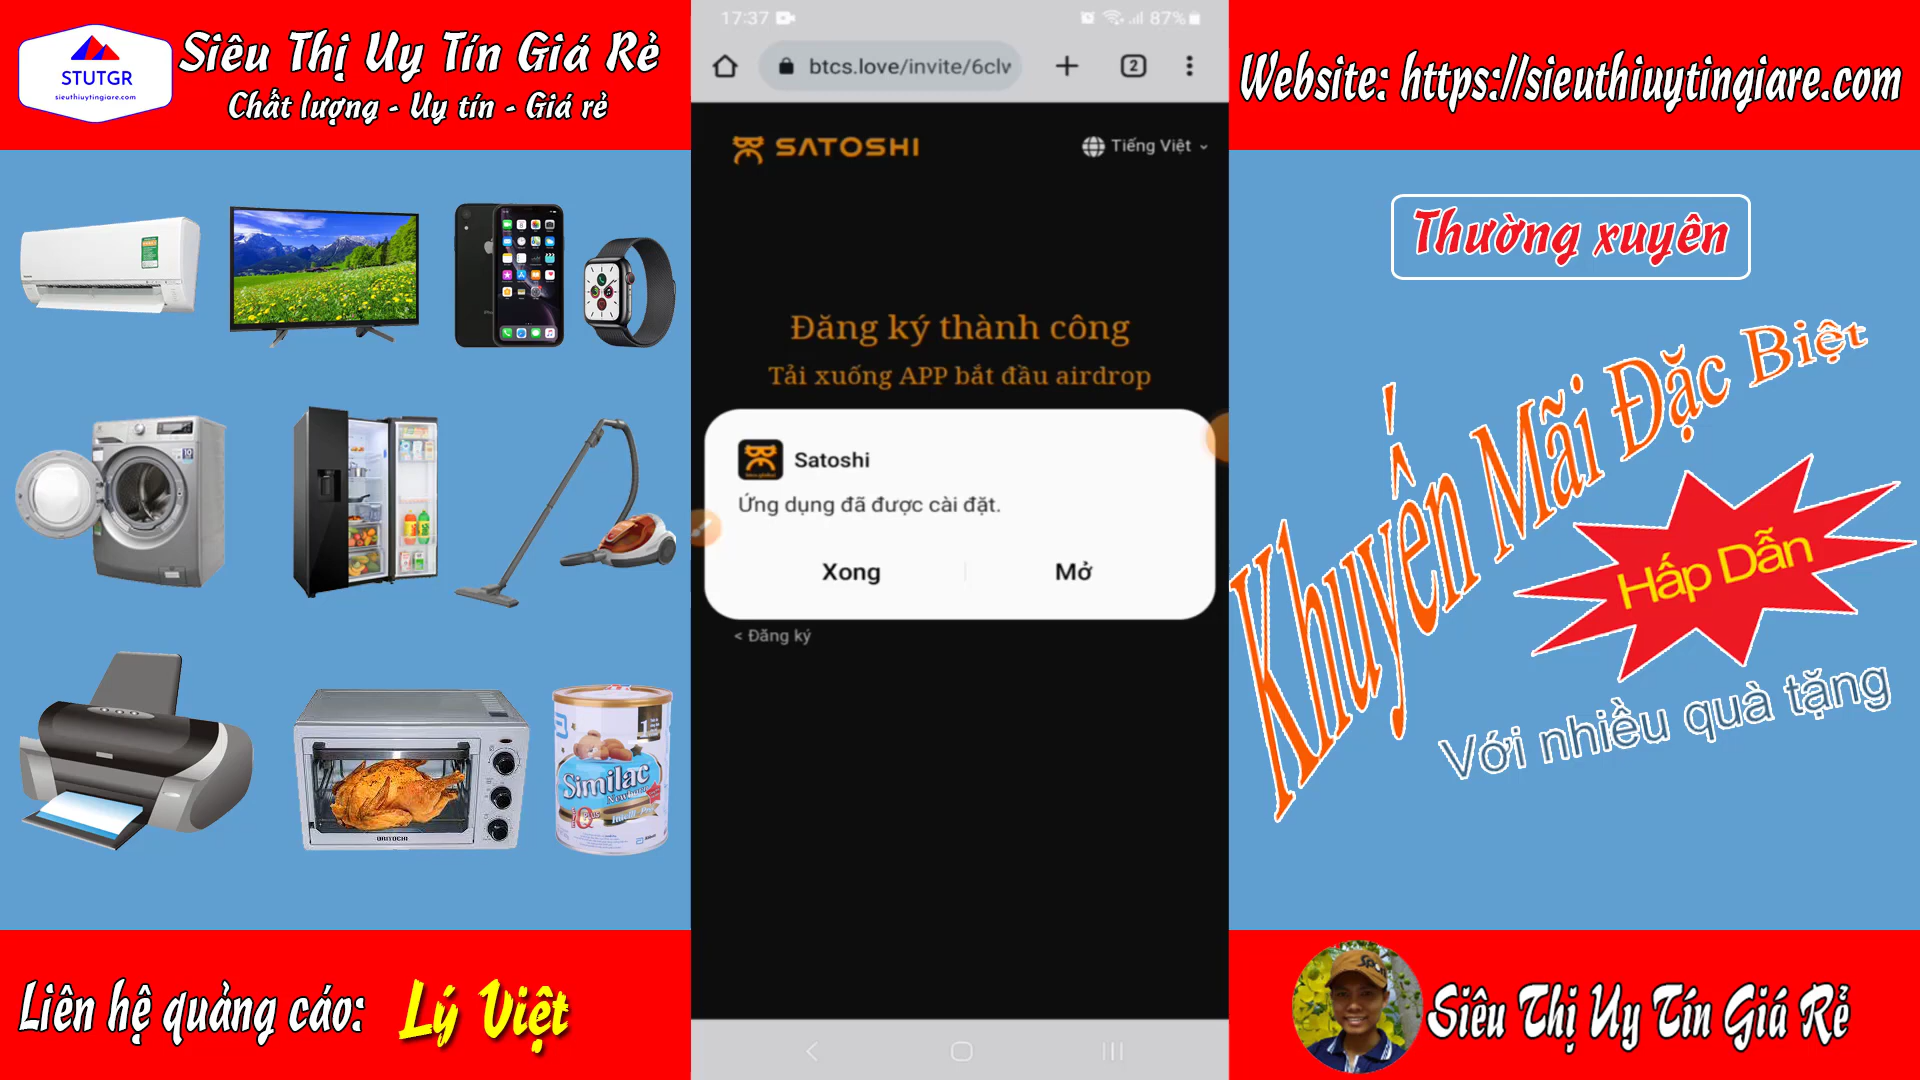 STUTGR
sieuthiuytingiare.com
Siêu Thị Uy Tín Giá Rẻ
Chất lượng - Uy tín - Giá rẻ
17:37
87%
btcs.love/invite/6clv
2
SATOSHI
Tiếng Việt
Đăng ký thành công
Tải xuống APP bắt đầu airdrop
Satoshi
Ứng dụng đã được cài đặt.
Xong
Mở
< Đăng ký
Website: https://sieuthiuytingiare.com
Thường xuyên
Khuyến Mãi Đặc Biệt
Hấp Dẫn
Với nhiều quà tặng
1
Similac
IQ
Liên hệ quảng cáo:
Lý Việt
Siêu Thị Uy Tín Giá Rẻ